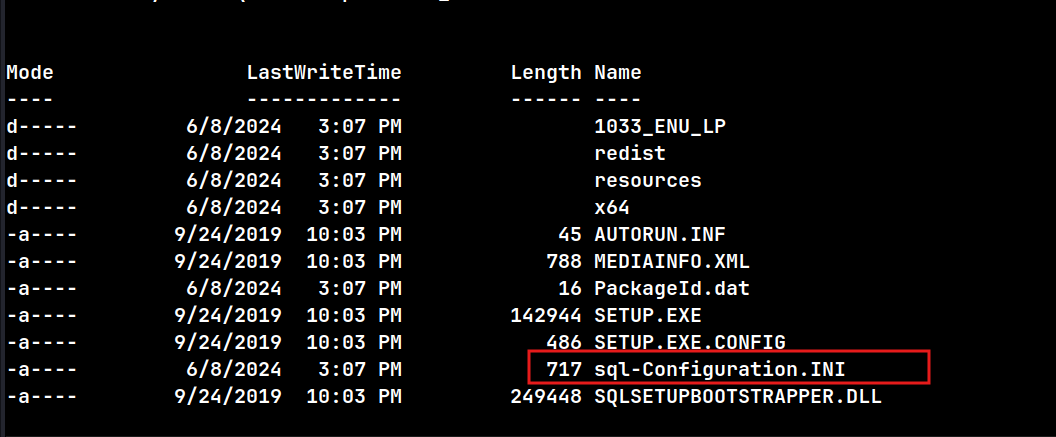 Mode LastWriteTime Length Name
---- ------------- ------ ----
d----- 6/8/2024 3:07 PM 1033_ENU_LP
d----- 6/8/2024 3:07 PM redist
d----- 6/8/2024 3:07 PM resources
d----- 6/8/2024 3:07 PM x64
-a---- 9/24/2019 10:03 PM 45 AUTORUN.INF
-a---- 9/24/2019 10:03 PM 788 MEDIAINFO.XML
-a---- 6/8/2024 3:07 PM 16 PackageId.dat
-a---- 9/24/2019 10:03 PM 142944 SETUP.EXE
-a---- 9/24/2019 10:03 PM 486 SETUP.EXE.CONFIG
-a---- 6/8/2024 3:07 PM 717 sql-Configuration.INI
-a---- 9/24/2019 10:03 PM 249448 SQLSETUPBOOTSTRAPPER.DLL